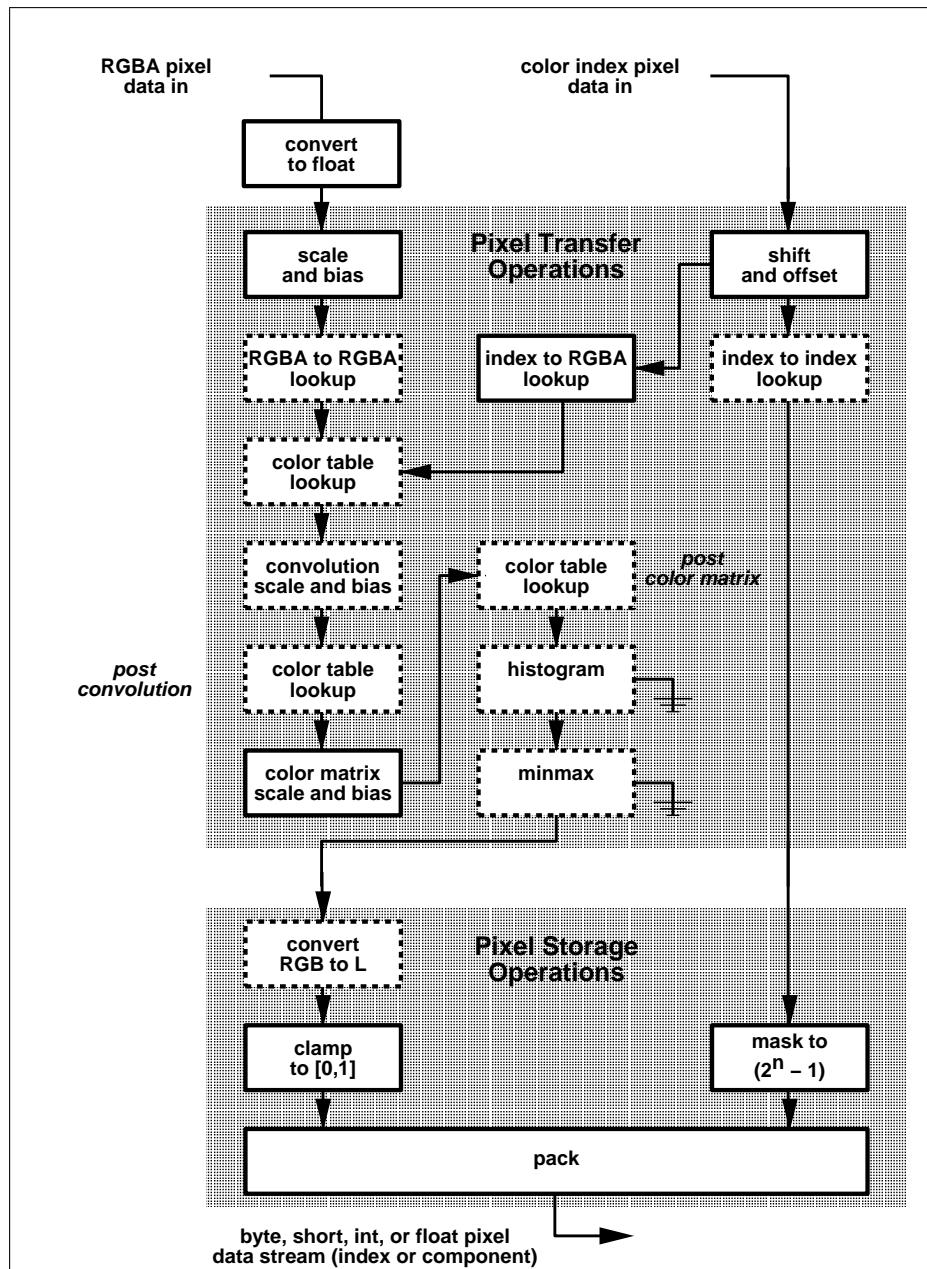 RGBA pixel
data in
color index pixel
data in
convert
to float
Pixel Transfer
Operations
scale
and bias
shift
and offset
RGBA to RGBA
lookup
index to RGBA
lookup
index to index
lookup
color table
lookup
convolution
scale and bias
color table
lookup
post
color matrix
post
convolution
color table
lookup
histogram
color matrix
scale and bias
minmax
Pixel Storage
Operations
convert
RGB to L
clamp
to [0,1]
mask to
(2ⁿ – 1)
pack
byte, short, int, or float pixel
data stream (index or component)